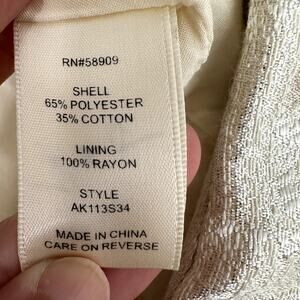 RN#58909
SHELL
65% POLYESTER
35% COTTON
LINING
100% RAYON
STYLE
AK113S34
MADE IN CHINA
CARE ON REVERSE